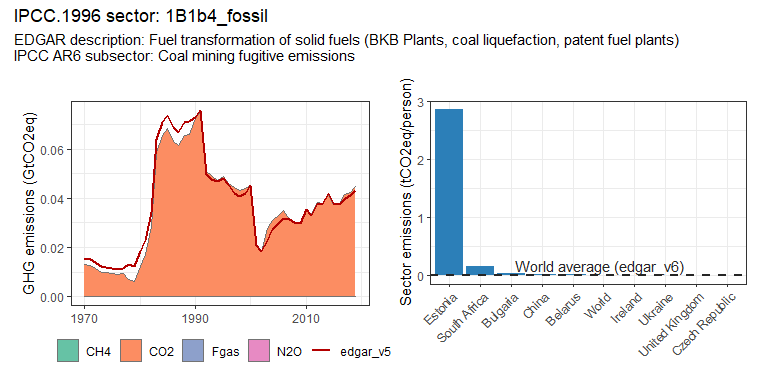 IPCC.1996 sector: 1B1b4_fossil
EDGAR description: Fuel transformation of solid fuels (BKB Plants, coal liquefaction, patent fuel plants)
IPCC AR6 subsector: Coal mining fugitive emissions
GHG emissions (GtCO2eq)
0.06
0.04
0.02
0.00
1970
1990
2010
CH4
CO2
Fgas
N2O
edgar_v5
Sector emissions (tCO2eq/person)
3
2
1
0
World average (edgar_v6)
Estonia
South Africa
Bulgaria
China
Belarus
World
Ireland
Ukraine
United Kingdom
Czech Republic